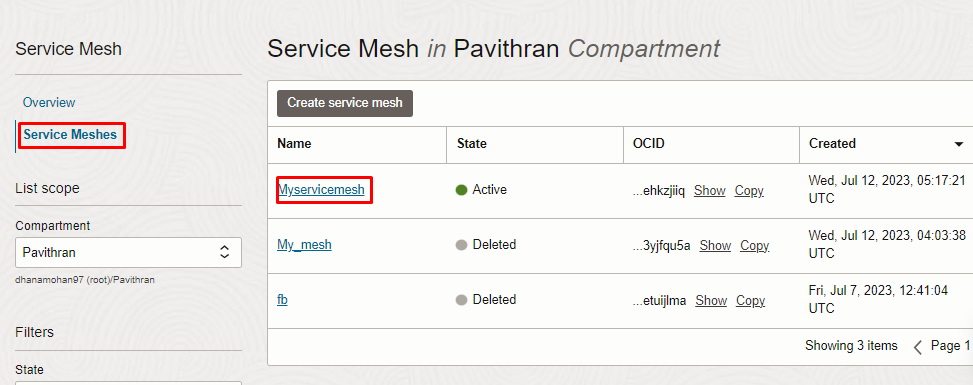 Service Mesh
Overview
Service Meshes
List scope
Compartment
Pavithran
dhanamohan97 (root)/Pavithran
Filters
State
Service Mesh in Pavithran Compartment
Create service mesh
Name State OCID Created
Myservicemesh Active ...ehkzjiiq Show Copy Wed, Jul 12, 2023, 05:17:21
UTC
My_mesh Deleted ...3yjfqu5a Show Copy Wed, Jul 12, 2023, 04:03:38
UTC
fb Deleted ...etuijlma Show Copy Fri, Jul 7, 2023, 12:41:04
UTC
Showing 3 items Page 1